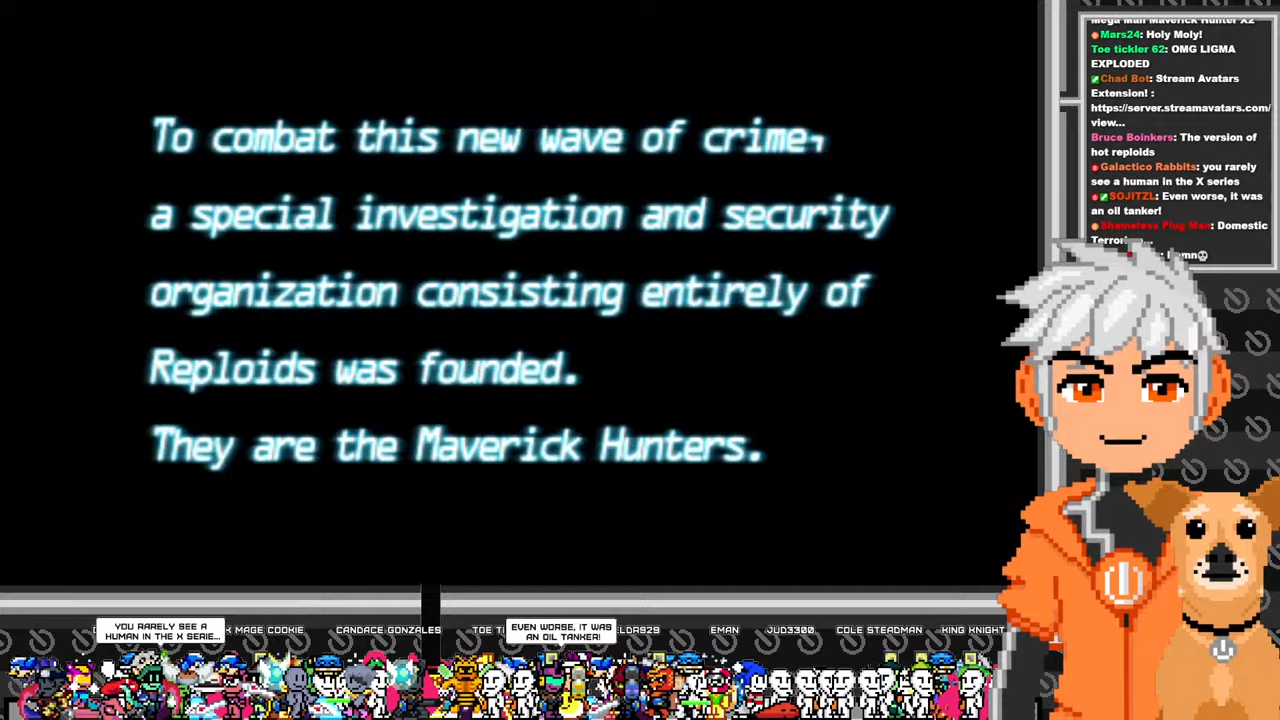 To combat this new wave of crime,
a special investigation and security
organization consisting entirely of
Reploids was founded.
They are the Maverick Hunters.
Mega Man Maverick Hunter X2
Mars24: Holy Moly!
Toe tickler 62: OMG LIGMA
EXPLODED
Chad Bot: Stream Avatars
Extension! :
https://server.streamavatars.com/
view...
Bruce Boinkers: The version of
hot reploids
Galactico Rabbits: you rarely
see a human in the X series
SOJITZL: Even worse, it was
an oil tanker!
Shameless Plug Man: Domestic
YOU RARELY SEE A
HUMAN IN THE X SERIE...
MAGE COOKIE
CANDACE GONZALES
TOE
EVEN WORSE, IT WAS
AN OIL TANKER!
EMAN
JUD3300
COLE STEADMAN
KING KNIGHT